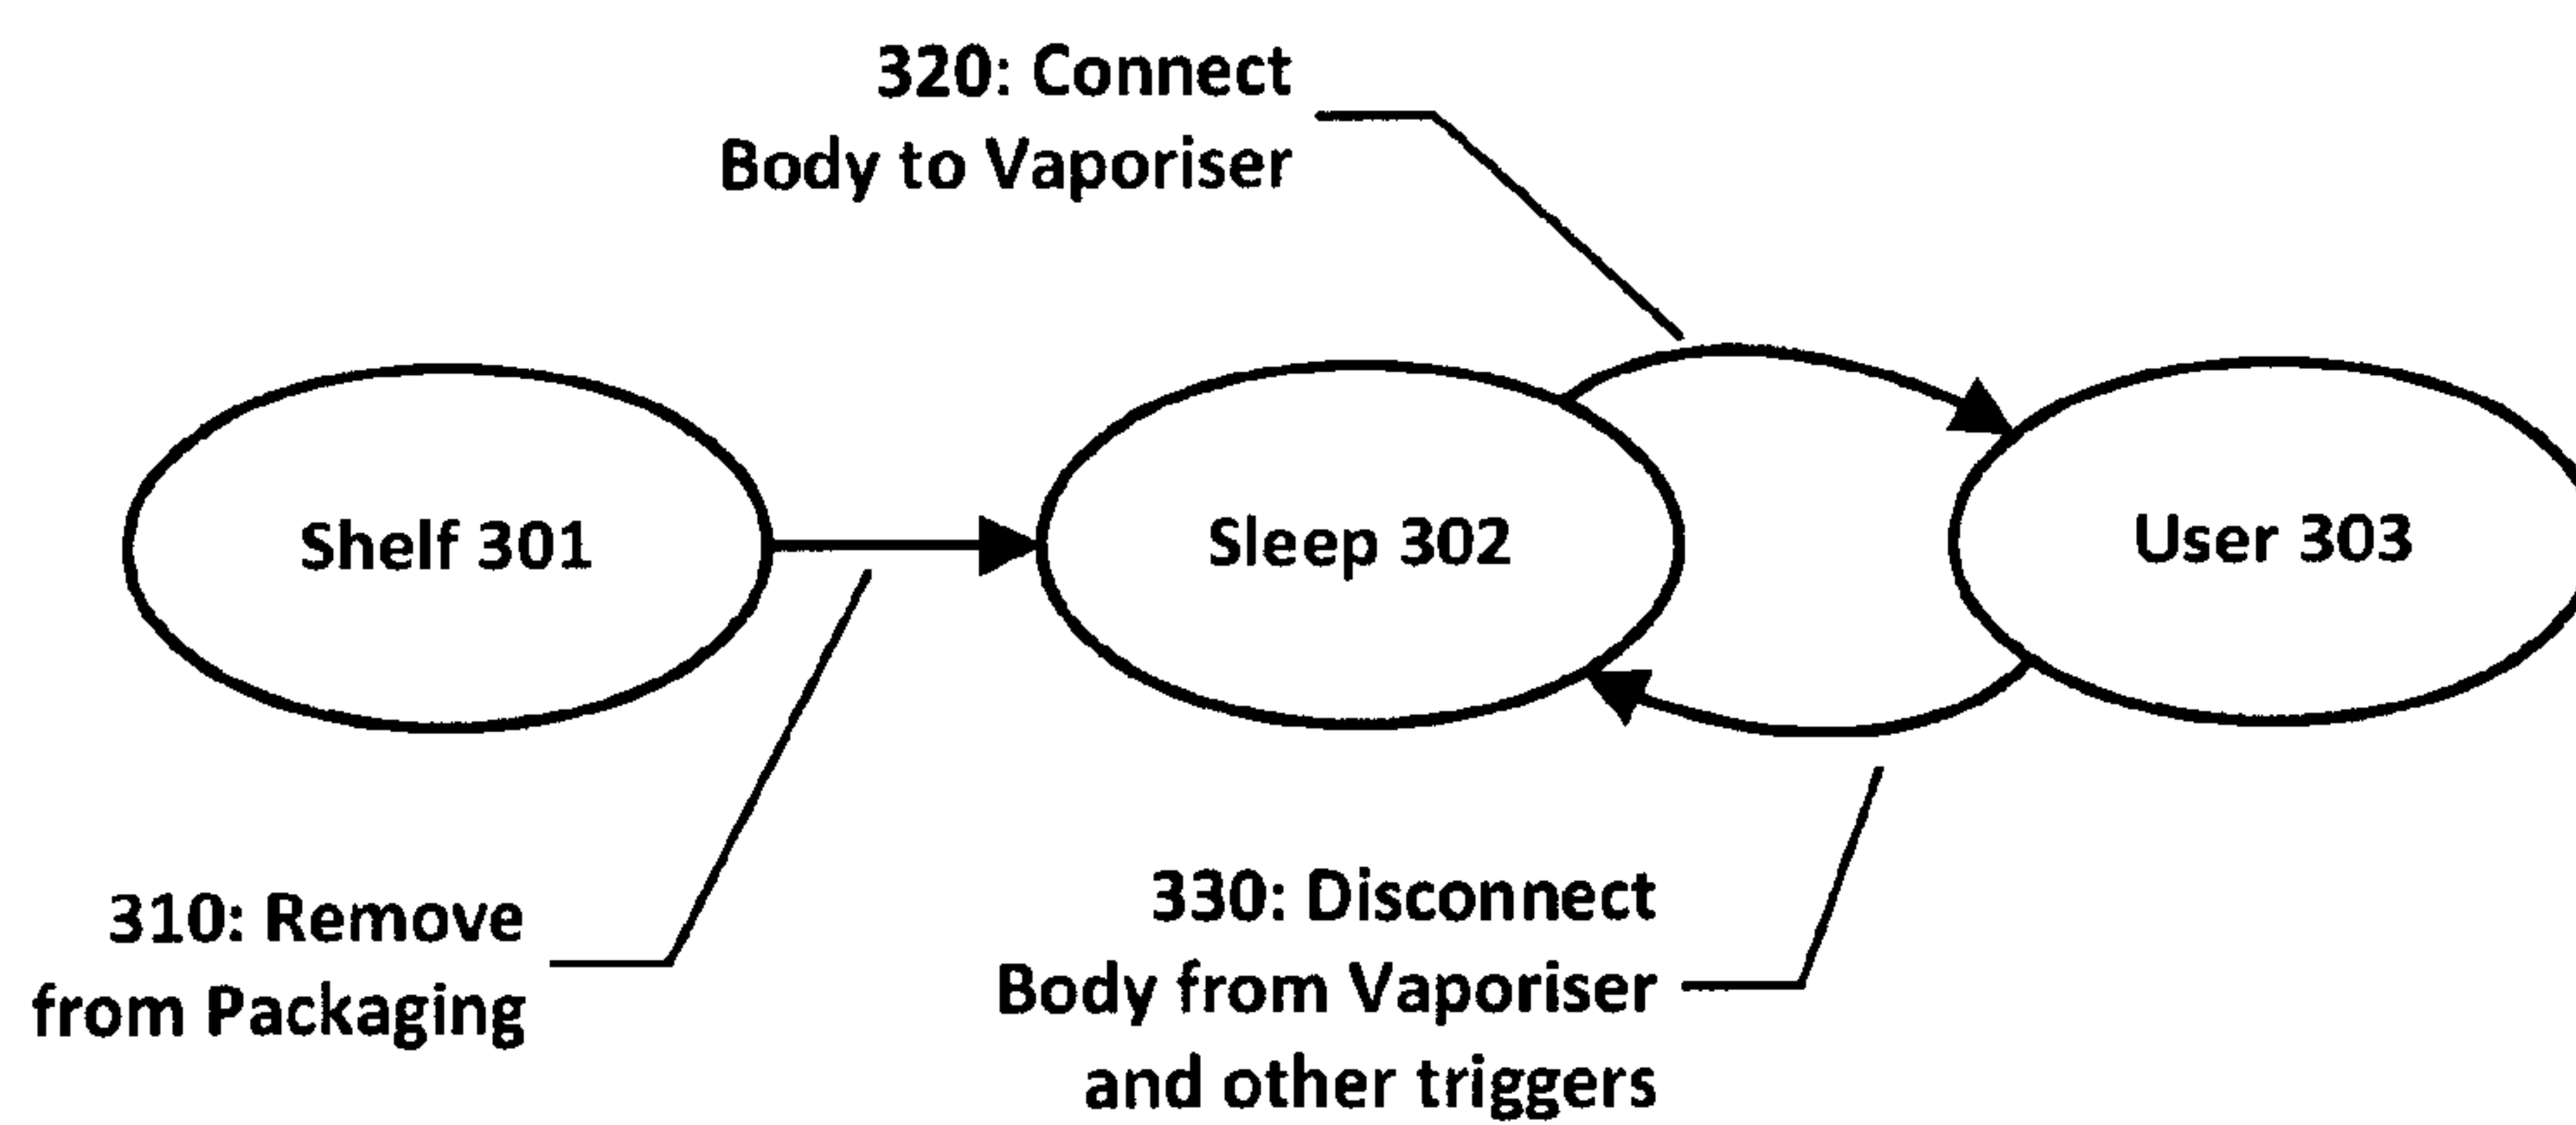 320: Connect
Body to Vaporiser
Shelf 301
Sleep 302
User 303
310: Remove
from Packaging
330: Disconnect
Body from Vaporiser
and other triggers